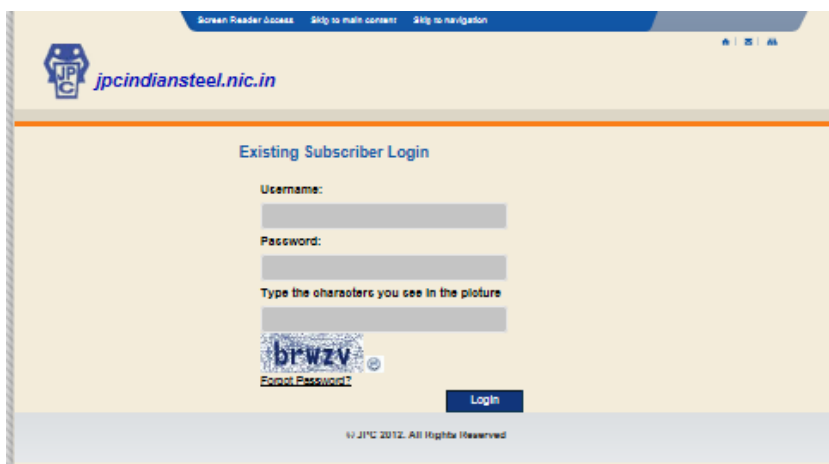 Screen Reader Access Skip to main content Skip to navigation
JPC
jpcindiansteel.nic.in
Existing Subscriber Login
Username:
Password:
Type the characters you see in the picture
brwzv
Forgot Password?
Login
© JPC 2012. All Rights Reserved